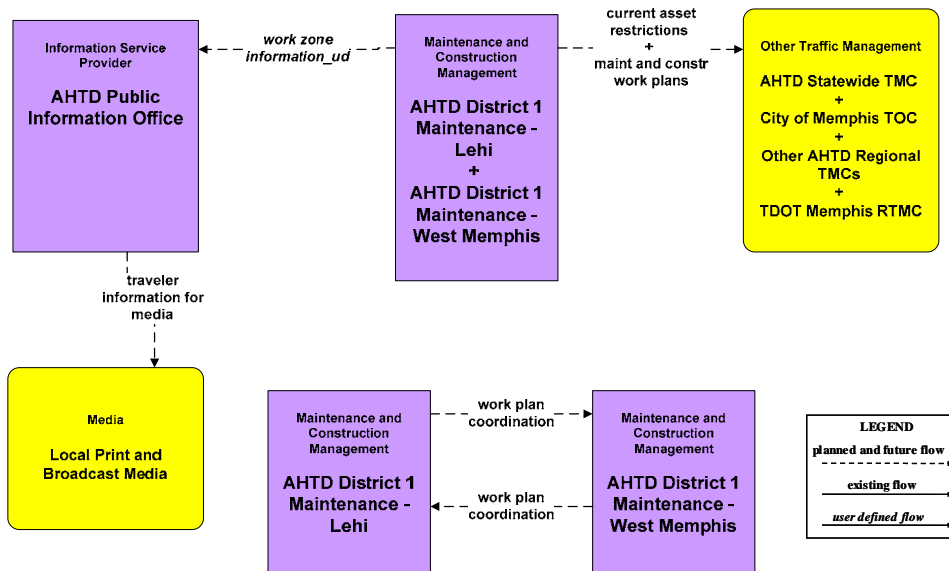 Information Service
Provider
AHTD Public
Information Office
work zone
information_ud
Maintenance and
Construction
Management
AHTD District 1
Maintenance -
Lehi
+
AHTD District 1
Maintenance -
West Memphis
current asset
restrictions
+
maint and constr
work plans
Other Traffic Management
AHTD Statewide TMC
+
City of Memphis TOC
+
Other AHTD Regional
TMCs
+
TDOT Memphis RTMC
traveler
information for
media
Media
Local Print and
Broadcast Media
Maintenance and
Construction
Management
AHTD District 1
Maintenance -
Lehi
work plan
coordination
work plan
coordination
Maintenance and
Construction
Management
AHTD District 1
Maintenance -
West Memphis
LEGEND
planned and future flow
existing flow
user defined flow